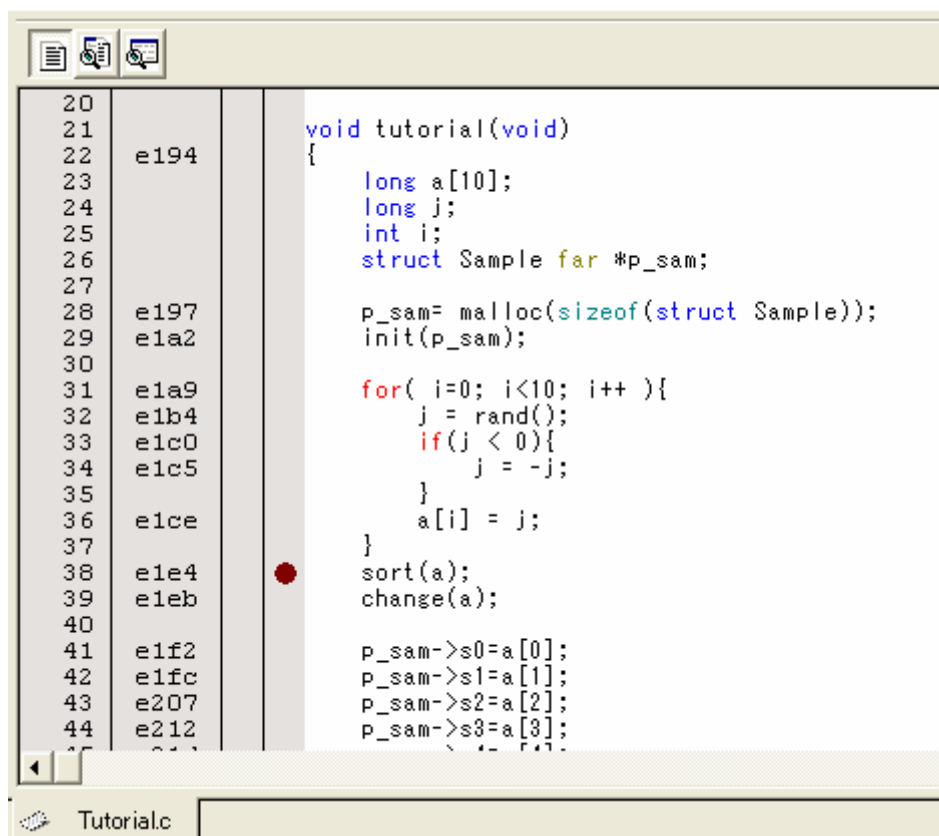 20
21 void tutorial(void)
22 e194 {
23 long a[10];
24 long j;
25 int i;
26 struct Sample far *p_sam;
27
28 e197 p_sam= malloc(sizeof(struct Sample));
29 e1a2 init(p_sam);
30
31 e1a9 for( i=0; i<10; i++ ){
32 e1b4 j = rand();
33 e1c0 if(j < 0){
34 e1c5 j = -j;
35 }
36 e1ce a[i] = j;
37 }
38 e1e4 sort(a);
39 e1eb change(a);
40
41 e1f2 p_sam->s0=a[0];
42 e1fc p_sam->s1=a[1];
43 e207 p_sam->s2=a[2];
44 e212 p_sam->s3=a[3];
Tutorial.c